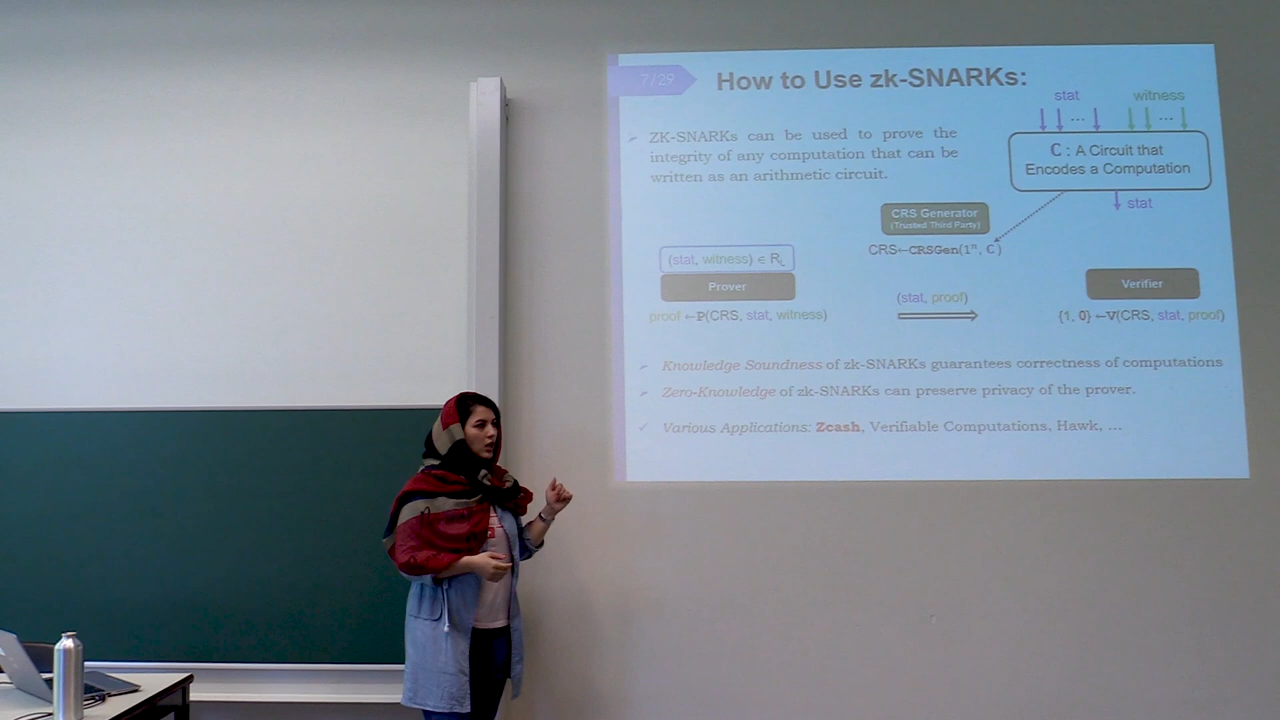 7/29
How to Use zk-SNARKs:
stat
witness
...
...
ZK-SNARKs can be used to prove the
integrity of any computation that can be
written as an arithmetic circuit.
C : A Circuit that
Encodes a Computation
stat
CRS Generator
(Trusted Third Party)
CRS←CRSGen(1ⁿ, C)
(stat, witness) ∈ R
Prover
(stat, proof)
Verifier
proof ←P(CRS, stat, witness)
{1, 0} ←V(CRS, stat, proof)
Knowledge Soundness of zk-SNARKs guarantees correctness of computations
Zero-Knowledge of zk-SNARKs can preserve privacy of the prover.
Various Applications: Zcash, Verifiable Computations, Hawk, ...